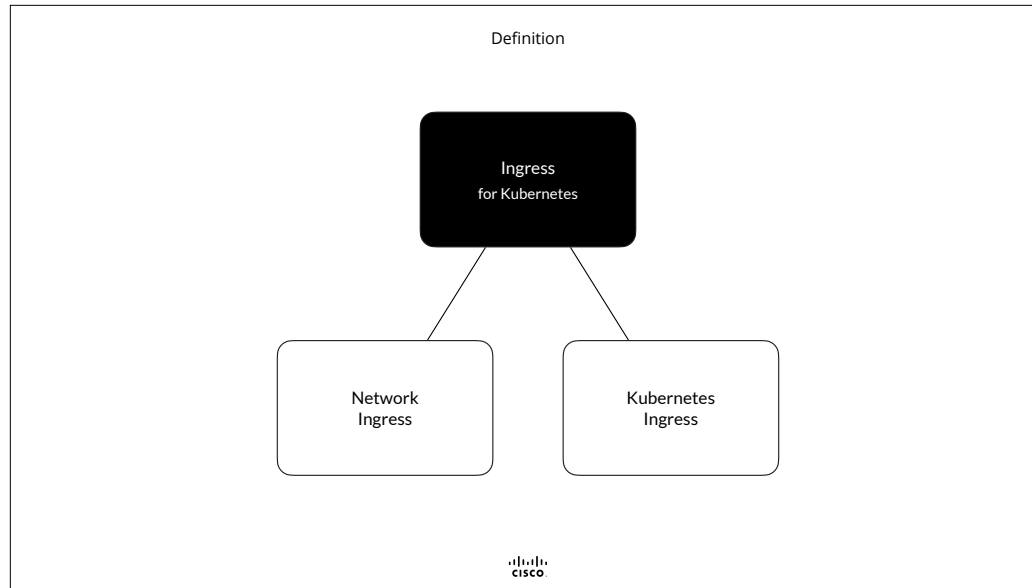 Definition
Ingress
for Kubernetes
Network
Ingress
Kubernetes
Ingress
CISCO